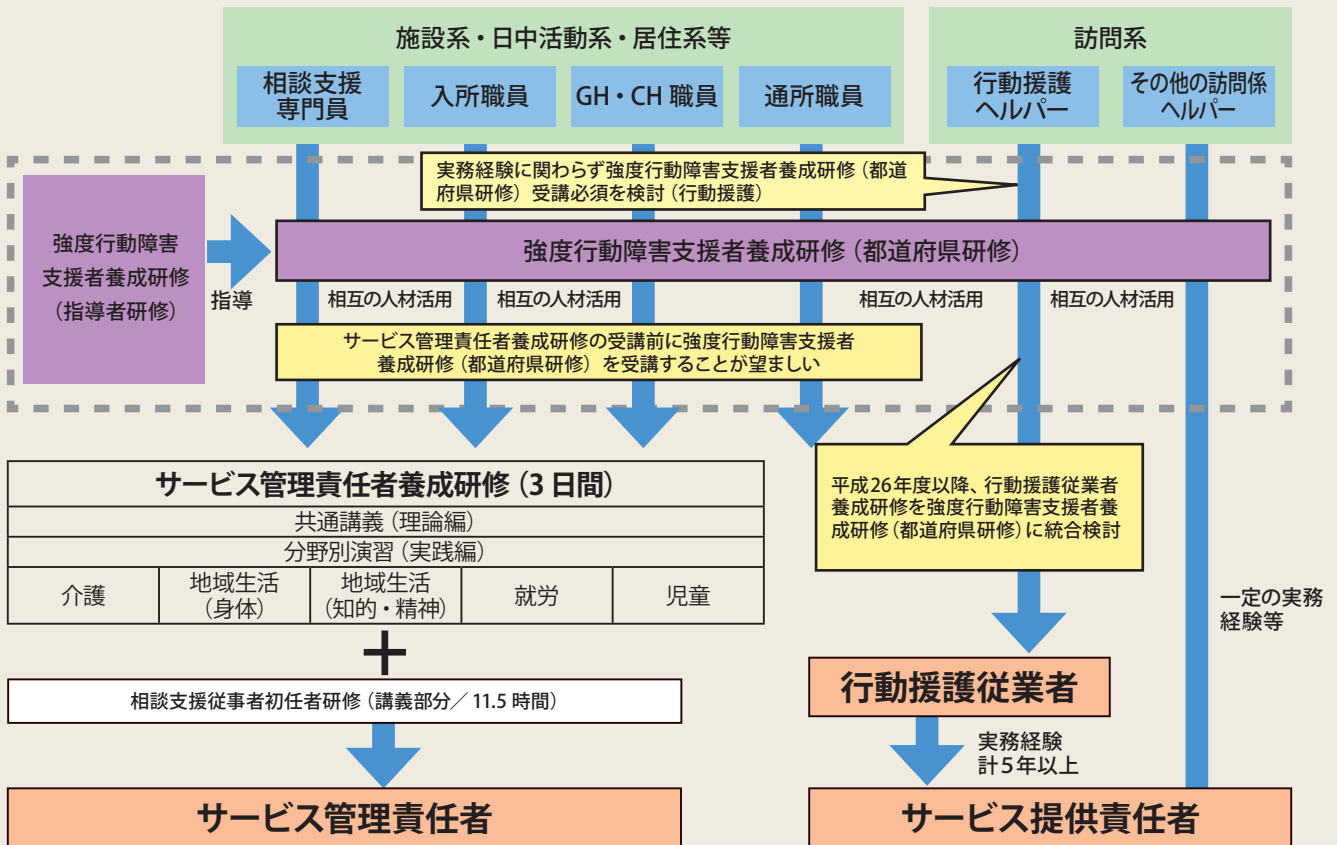 施設系・日中活動系・居住系等
訪問系
相談支援
専門員
入所職員
GH・CH 職員
通所職員
行動援護
ヘルパー
その他の訪問係
ヘルパー
実務経験に関わらず強度行動障害支援者養成研修（都道
府県研修）受講必須を検討（行動援護）
強度行動障害
支援者養成研修
（指導者研修）
指導
強度行動障害支援者養成研修（都道府県研修）
相互の人材活用
相互の人材活用
相互の人材活用
相互の人材活用
サービス管理責任者養成研修の受講前に強度行動障害支援者
養成研修（都道府県研修）を受講することが望ましい
サービス管理責任者養成研修（3 日間）
共通講義（理論編）
分野別演習（実践編）
介護
地域生活
（身体）
地域生活
（知的・精神）
就労
児童
＋
相談支援従事者初任者研修（講義部分／ 11.5 時間）
サービス管理責任者
平成26年度以降、行動援護従業者
養成研修を強度行動障害支援者養
成研修（都道府県研修）に統合検討
一定の実務
経験等
行動援護従業者
実務経験
計5年以上
サービス提供責任者